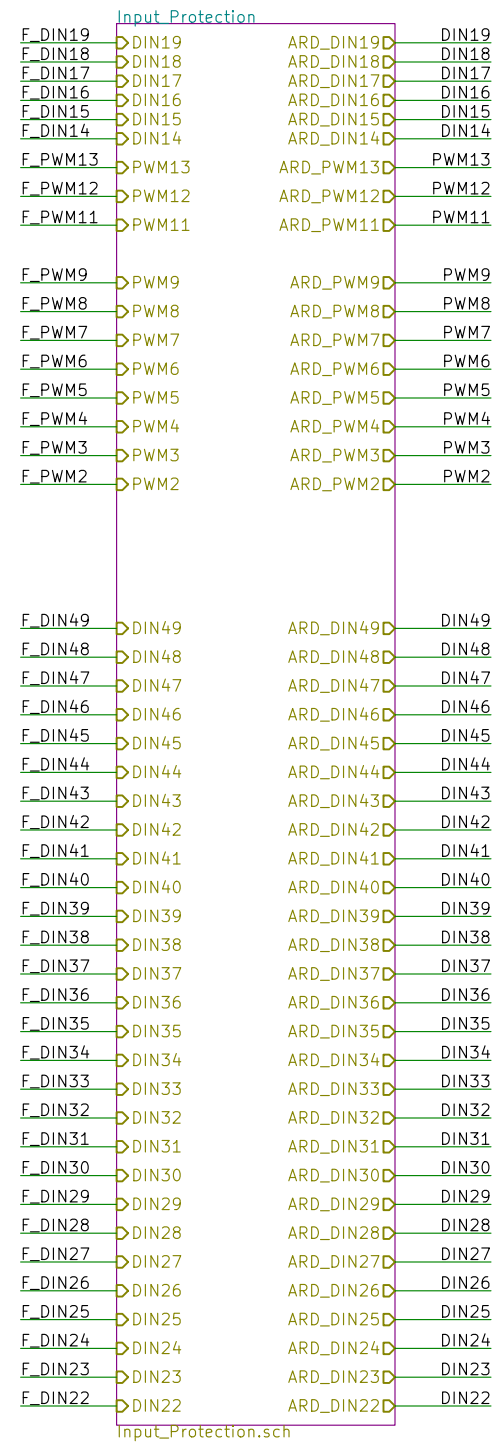 Input_Protection
F_DIN19 DIN19 ARD_DIN19 DIN19
F_DIN18 DIN18 ARD_DIN18 DIN18
F_DIN17 DIN17 ARD_DIN17 DIN17
F_DIN16 DIN16 ARD_DIN16 DIN16
F_DIN15 DIN15 ARD_DIN15 DIN15
F_DIN14 DIN14 ARD_DIN14 DIN14
F_PWM13 PWM13 ARD_PWM13 PWM13
F_PWM12 PWM12 ARD_PWM12 PWM12
F_PWM11 PWM11 ARD_PWM11 PWM11
F_PWM9 PWM9 ARD_PWM9 PWM9
F_PWM8 PWM8 ARD_PWM8 PWM8
F_PWM7 PWM7 ARD_PWM7 PWM7
F_PWM6 PWM6 ARD_PWM6 PWM6
F_PWM5 PWM5 ARD_PWM5 PWM5
F_PWM4 PWM4 ARD_PWM4 PWM4
F_PWM3 PWM3 ARD_PWM3 PWM3
F_PWM2 PWM2 ARD_PWM2 PWM2
F_DIN49 DIN49 ARD_DIN49 DIN49
F_DIN48 DIN48 ARD_DIN48 DIN48
F_DIN47 DIN47 ARD_DIN47 DIN47
F_DIN46 DIN46 ARD_DIN46 DIN46
F_DIN45 DIN45 ARD_DIN45 DIN45
F_DIN44 DIN44 ARD_DIN44 DIN44
F_DIN43 DIN43 ARD_DIN43 DIN43
F_DIN42 DIN42 ARD_DIN42 DIN42
F_DIN41 DIN41 ARD_DIN41 DIN41
F_DIN40 DIN40 ARD_DIN40 DIN40
F_DIN39 DIN39 ARD_DIN39 DIN39
F_DIN38 DIN38 ARD_DIN38 DIN38
F_DIN37 DIN37 ARD_DIN37 DIN37
F_DIN36 DIN36 ARD_DIN36 DIN36
F_DIN35 DIN35 ARD_DIN35 DIN35
F_DIN34 DIN34 ARD_DIN34 DIN34
F_DIN33 DIN33 ARD_DIN33 DIN33
F_DIN32 DIN32 ARD_DIN32 DIN32
F_DIN31 DIN31 ARD_DIN31 DIN31
F_DIN30 DIN30 ARD_DIN30 DIN30
F_DIN29 DIN29 ARD_DIN29 DIN29
F_DIN28 DIN28 ARD_DIN28 DIN28
F_DIN27 DIN27 ARD_DIN27 DIN27
F_DIN26 DIN26 ARD_DIN26 DIN26
F_DIN25 DIN25 ARD_DIN25 DIN25
F_DIN24 DIN24 ARD_DIN24 DIN24
F_DIN23 DIN23 ARD_DIN23 DIN23
F_DIN22 DIN22 ARD_DIN22 DIN22
Input_Protection.sch